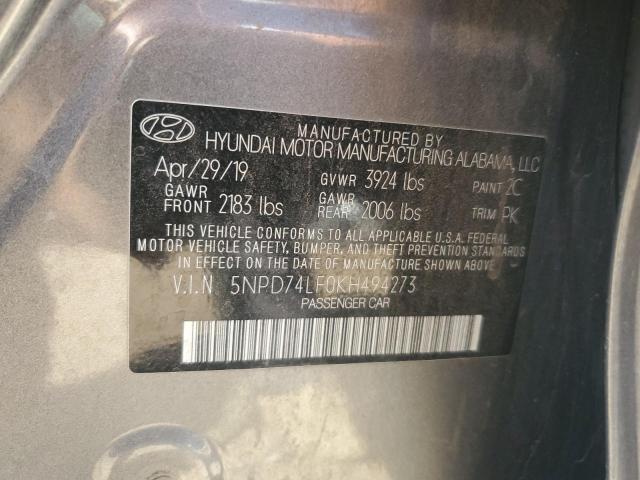 MANUFACTURED BY
HYUNDAI MOTOR MANUFACTURING ALABAMA, LLC
Apr/29/19 GVWR 3924 lbs PAINT 2C
GAWR FRONT 2183 lbs GAWR REAR 2006 lbs TRIM PK
THIS VEHICLE CONFORMS TO ALL APPLICABLE U.S.A. FEDERAL
MOTOR VEHICLE SAFETY, BUMPER, AND THEFT PREVENTION STANDARDS
IN EFFECT ON THE DATE OF MANUFACTURE SHOWN ABOVE.
V.I.N 5NPD74LF0KH494273
PASSENGER CAR